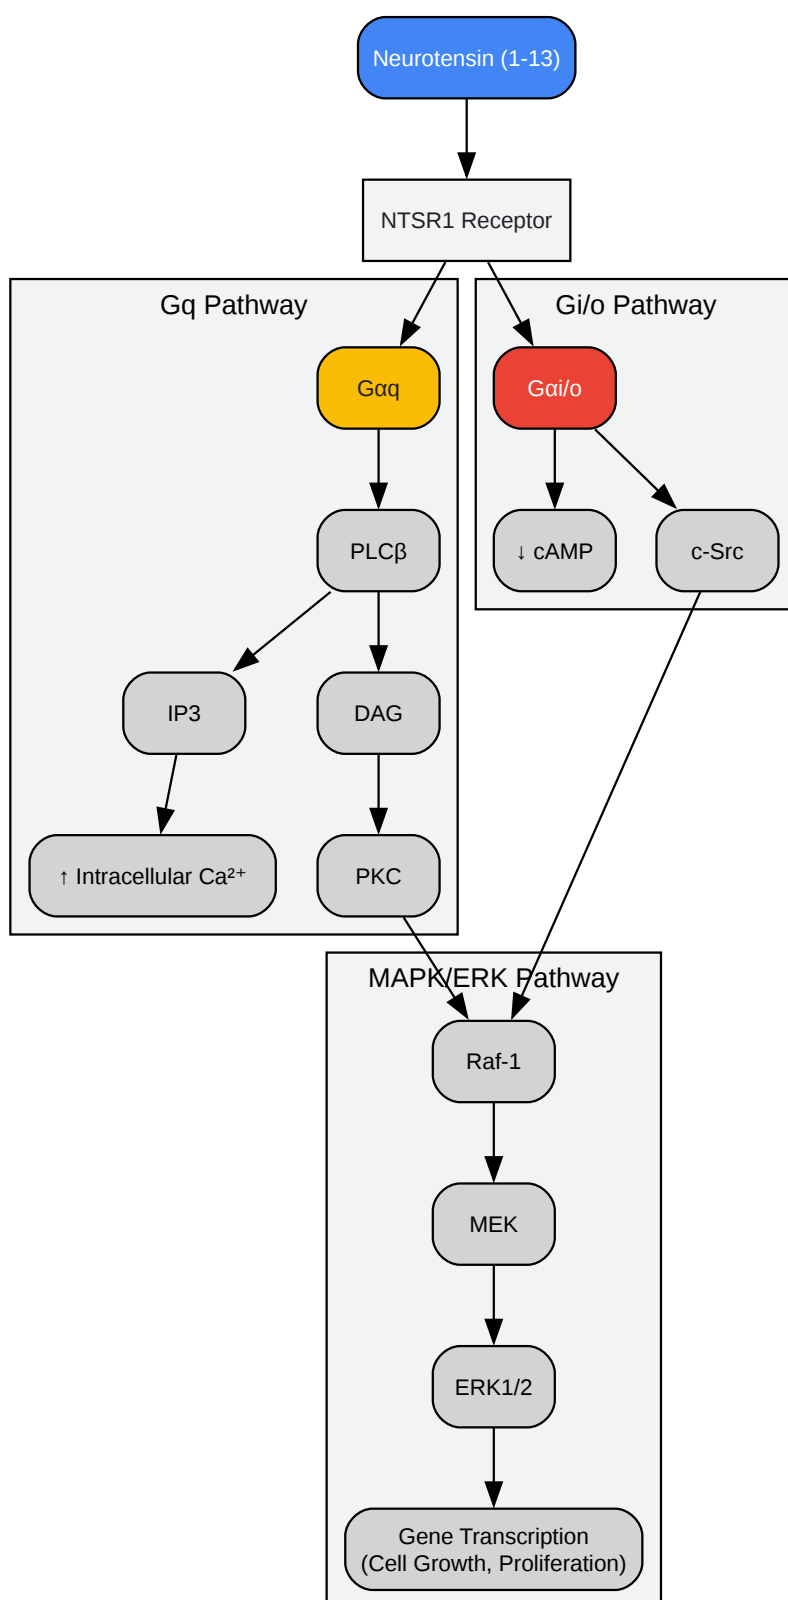 Neurotensin (1-13)
NTSR1 Receptor
Gq Pathway
Gi/o Pathway
Gαq
Gαi/o
PLCβ
↓ cAMP
c-Src
IP3
DAG
↑ Intracellular Ca²⁺
PKC
MAPK/ERK Pathway
Raf-1
MEK
ERK1/2
Gene Transcription
(Cell Growth, Proliferation)